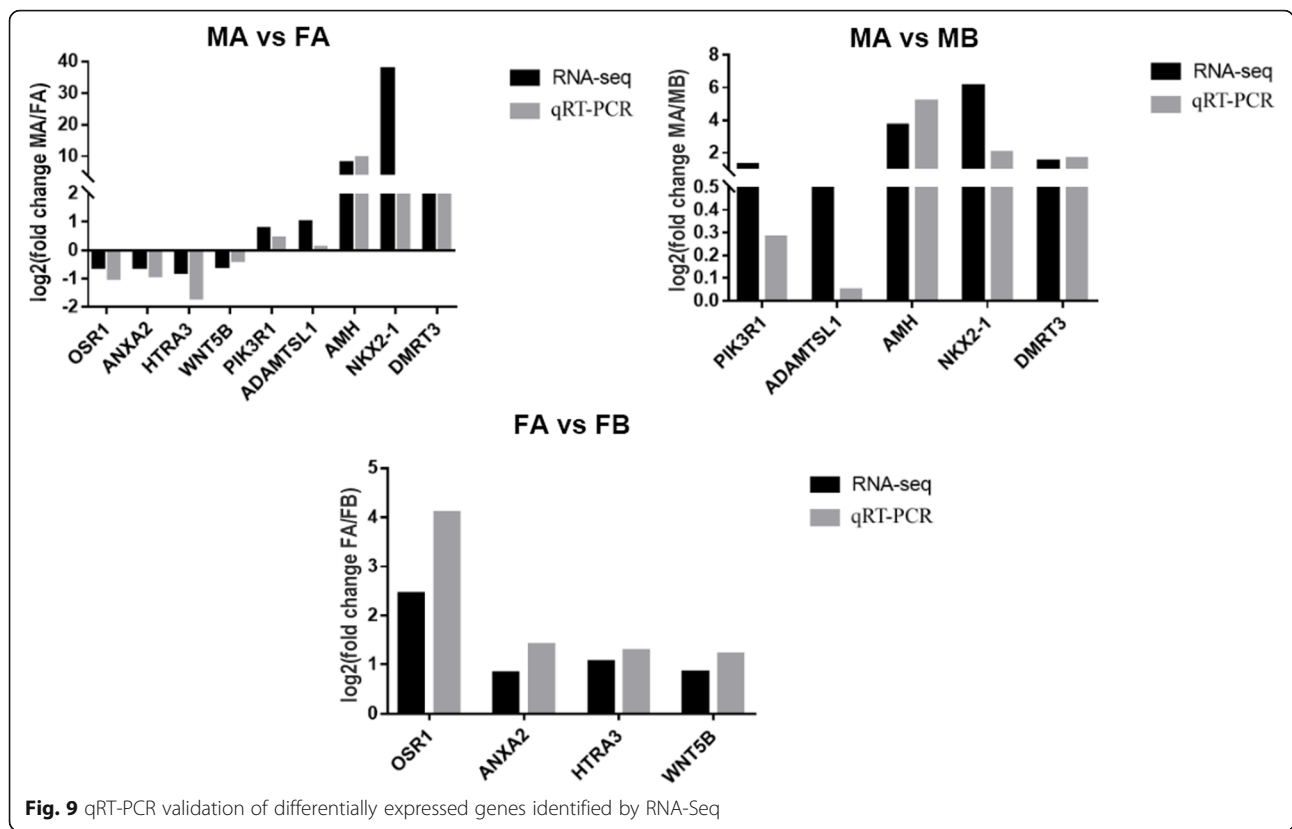 MA vs FA
log2(fold change MA/FA)
40
30
20
10
2
1
0
-1
-2
OSR1
ANXA2
HTRA3
WNT5B
PIK3R1
ADAMTSL1
AMH
NKX2-1
DMRT3
RNA-seq
qRT-PCR
MA vs MB
log2(fold change MA/MB)
8
6
4
2
0.5
0.4
0.3
0.2
0.1
0.0
PIK3R1
ADAMTSL1
AMH
NKX2-1
DMRT3
RNA-seq
qRT-PCR
FA vs FB
log2(fold change FA/FB)
5
4
3
2
1
0
OSR1
ANXA2
HTRA3
WNT5B
RNA-seq
qRT-PCR
Fig. 9 qRT-PCR validation of differentially expressed genes identified by RNA-Seq